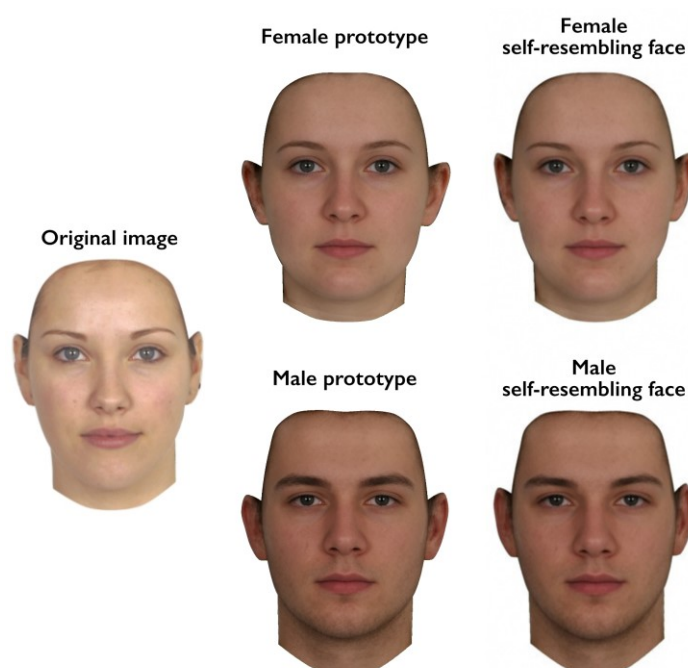 Female prototype
Female
self-resembling face
Original image
Male prototype
Male
self-resembling face